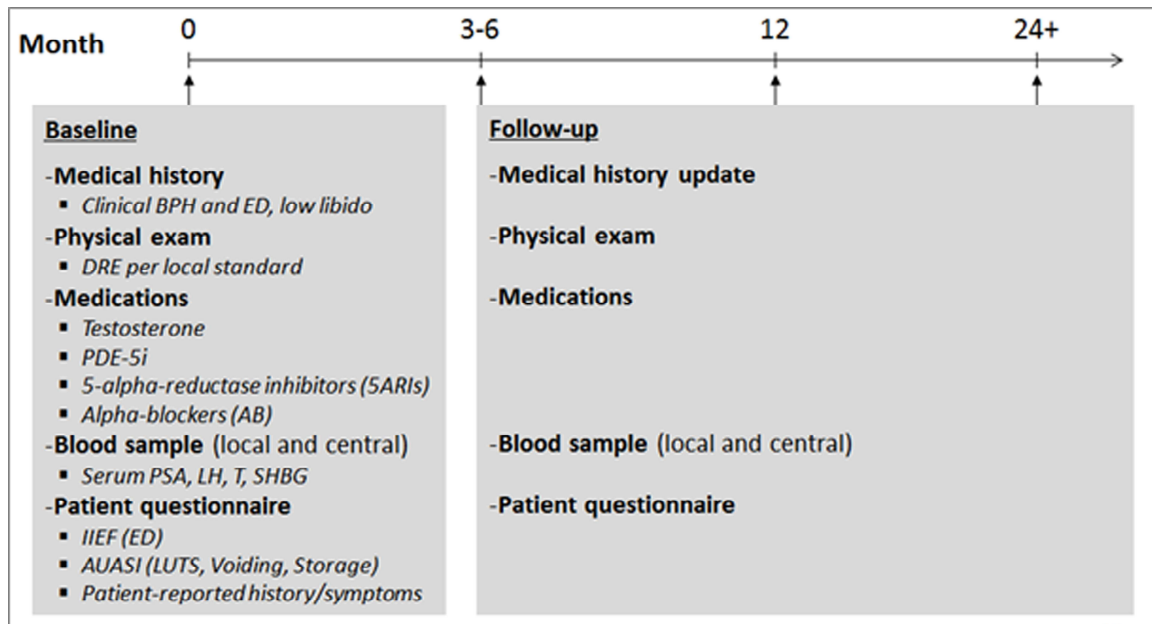 Month
0
3-6
12
24+
Baseline
-Medical history
▪ Clinical BPH and ED, low libido
-Physical exam
▪ DRE per local standard
-Medications
▪ Testosterone
▪ PDE-5i
▪ 5-alpha-reductase inhibitors (5ARIs)
▪ Alpha-blockers (AB)
-Blood sample (local and central)
▪ Serum PSA, LH, T, SHBG
-Patient questionnaire
▪ IIEF (ED)
▪ AUASI (LUTS, Voiding, Storage)
▪ Patient-reported history/symptoms
Follow-up
-Medical history update
-Physical exam
-Medications
-Blood sample (local and central)
-Patient questionnaire